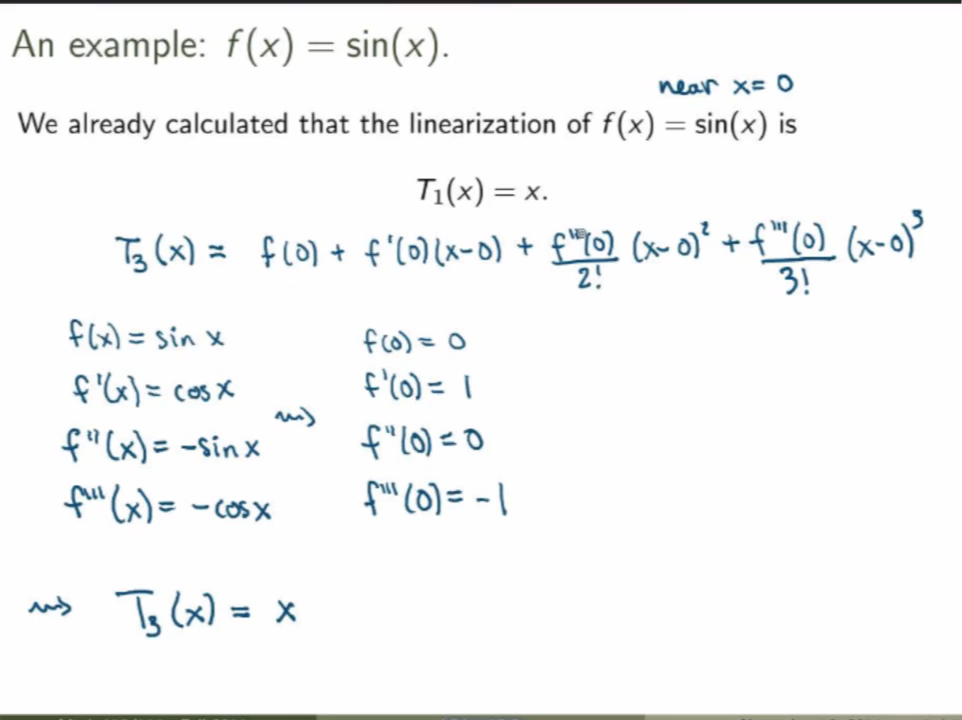 An example: f(x) = sin(x).
near x = 0
We already calculated that the linearization of f(x) = sin(x) is
T₁(x) = x.
T₃(x) = f(0) + f'(0)(x-0) + f''(0)/2! (x-0)² + f'''(0)/3! (x-0)³
f(x) = sin x f(0) = 0
f'(x) = cos x ⇝ f'(0) = 1
f''(x) = -sin x f''(0) = 0
f'''(x) = -cos x f'''(0) = -1
⇝ T₃(x) = x